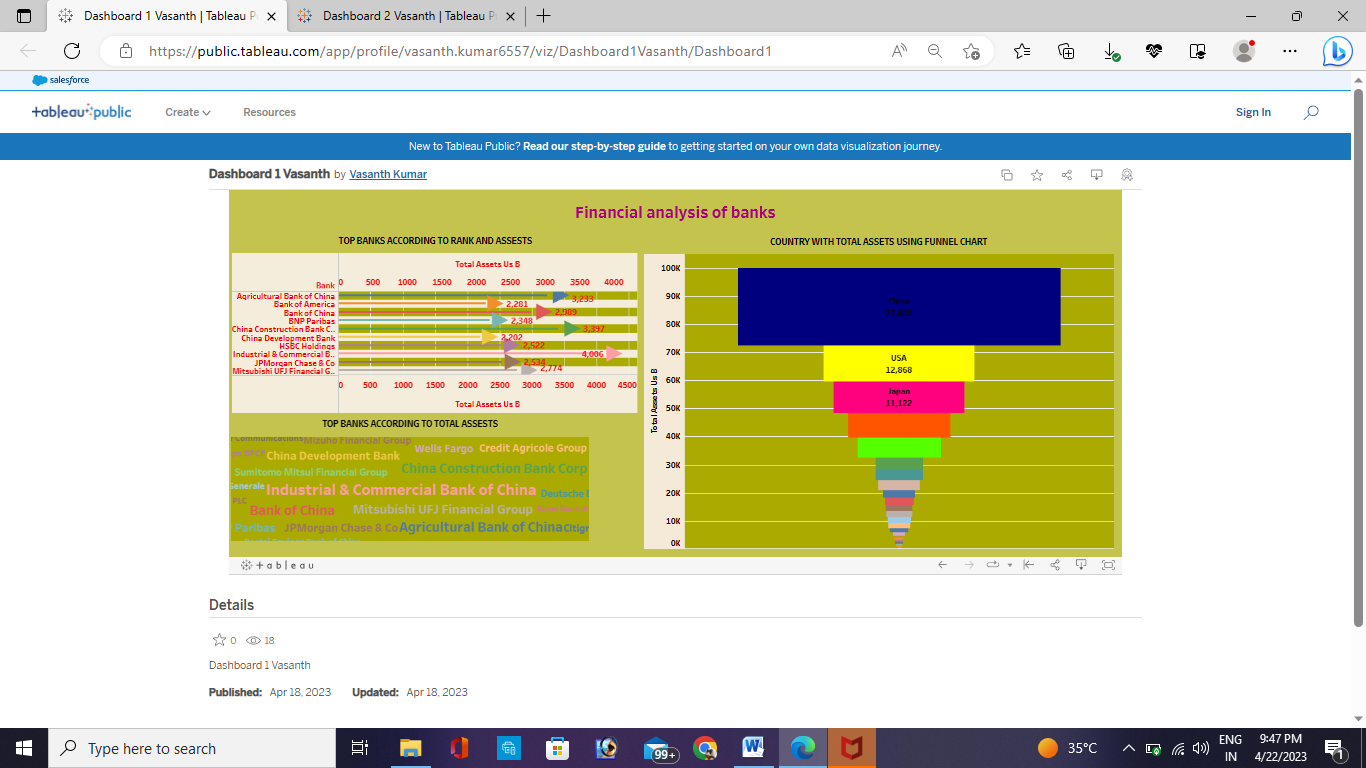 Dashboard 1 Vasanth | Tableau P
Dashboard 2 Vasanth | Tableau P
https://public.tableau.com/app/profile/vasanth.kumar6557/viz/Dashboard1Vasanth/Dashboard1
salesforce
+ableau public
Create
Resources
Sign In
New to Tableau Public? Read our step-by-step guide to getting started on your own data visualization journey.
Dashboard 1 Vasanth by Vasanth Kumar
Financial analysis of banks
TOP BANKS ACCORDING TO RANK AND ASSESTS
Total Assets Us B
Bank
0 500 1000 1500 2000 2500 3000 3500 4000
Agricultural Bank of China 3,233
Bank of America 2,281
Bank of China 2,989
BNP Paribas 2,348
China Construction Bank C.. 3,397
China Development Bank 2,202
HSBC Holdings 2,522
Industrial & Commercial B.. 4,006
JPMorgan Chase & Co 2,534
Mitsubishi UFJ Financial G.. 2,774
0 500 1000 1500 2000 2500 3000 3500 4000 4500
Total Assets Us B
TOP BANKS ACCORDING TO TOTAL ASSESTS
Communications Mizuho Financial Group
Wells Fargo Credit Agricole Group
China Development Bank
Sumitomo Mitsui Financial Group China Construction Bank Corp
Generale Industrial & Commercial Bank of China Deutsche
PLC
Bank of China Mitsubishi UFJ Financial Group
Paribas JPMorgan Chase & Co Agricultural Bank of China Citigr
COUNTRY WITH TOTAL ASSETS USING FUNNEL CHART
Total Assets Us B
100K
90K
80K
70K
60K
50K
40K
30K
20K
10K
0K
China
USA
12,868
Japan
11,122
+ a b l e a u
Details
0 18
Dashboard 1 Vasanth
Published: Apr 18, 2023 Updated: Apr 18, 2023
Type here to search
99+
35°C
ENG
IN
9:47 PM
4/22/2023
1